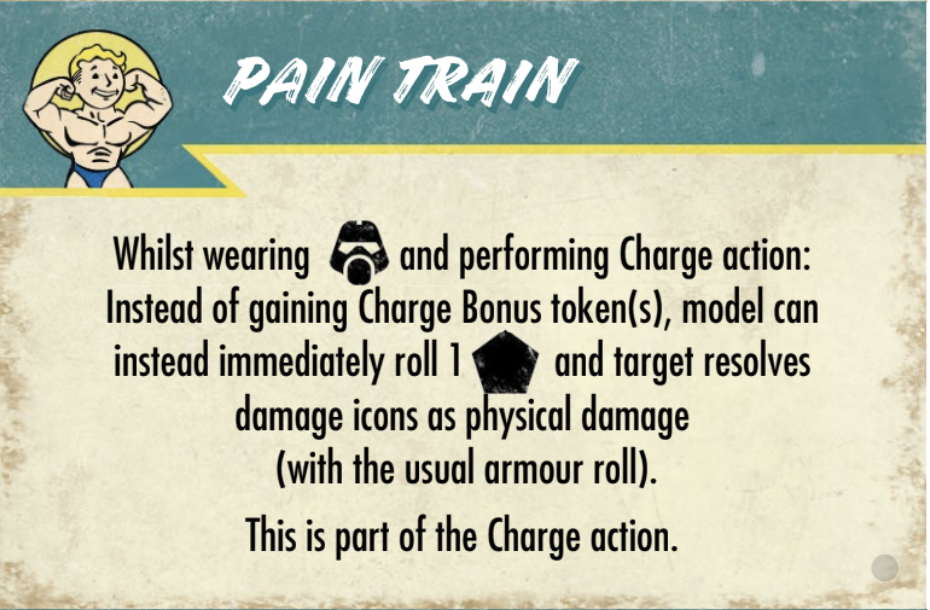 PAIN TRAIN
Whilst wearing and performing Charge action:
Instead of gaining Charge Bonus token(s), model can
instead immediately roll 1 and target resolves
damage icons as physical damage
(with the usual armour roll).
This is part of the Charge action.